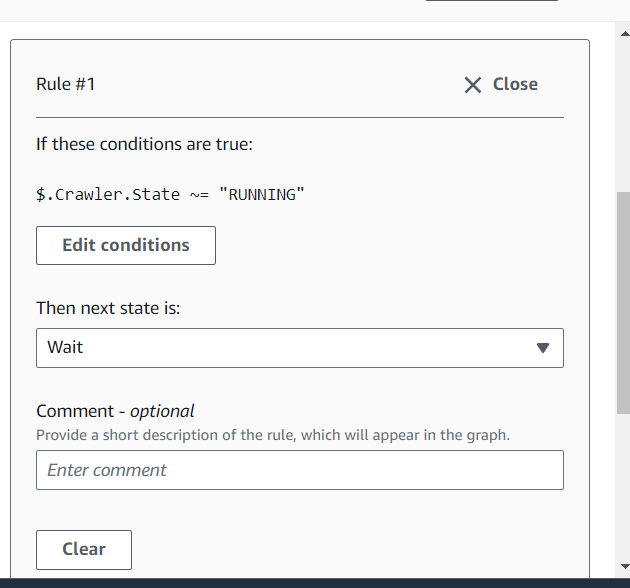 Rule #1
Close
If these conditions are true:
$.Crawler.State ~= "RUNNING"
Edit conditions
Then next state is:
Wait
Comment - optional
Provide a short description of the rule, which will appear in the graph.
Enter comment
Clear